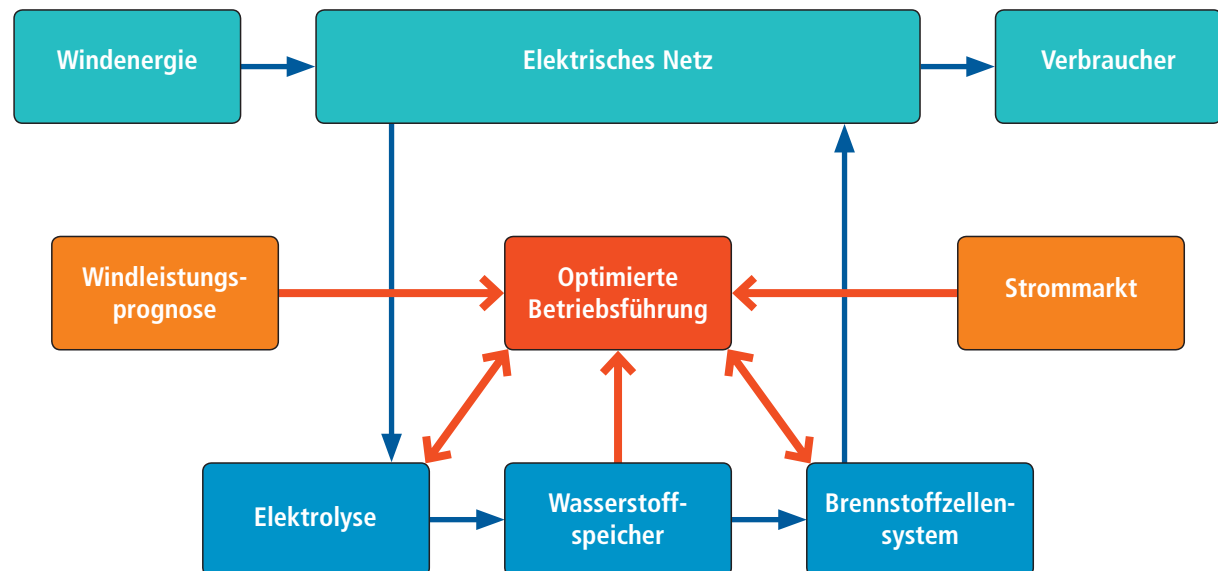 Windenergie
Elektrisches Netz
Verbraucher
Windleistungs-
prognose
Optimierte
Betriebsführung
Strommarkt
Elektrolyse
Wasserstoff-
speicher
Brennstoffzellen-
system